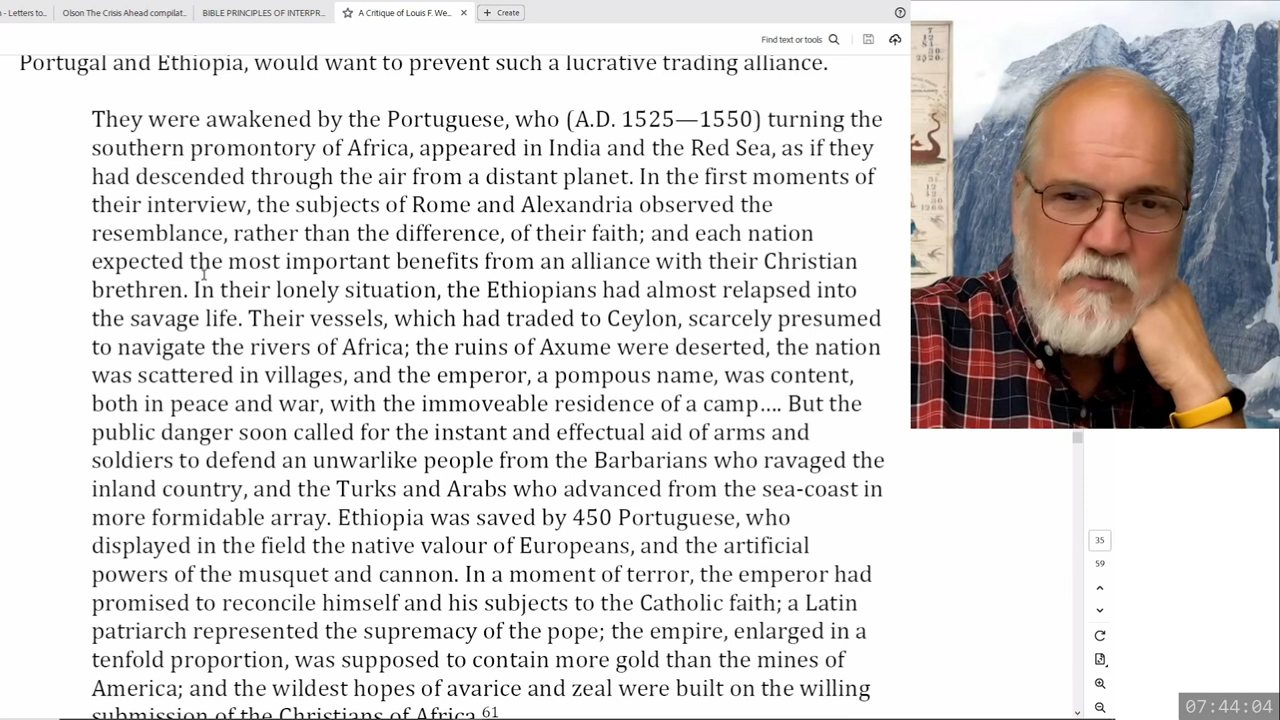 - Letters to..
Olson The Crisis Ahead compilat..
BIBLE PRINCIPLES OF INTERPR...
A Critique of Louis F. We...
Create
Find text or tools
Portugal and Ethiopia, would want to prevent such a lucrative trading alliance.
They were awakened by the Portuguese, who (A.D. 1525—1550) turning the
southern promontory of Africa, appeared in India and the Red Sea, as if they
had descended through the air from a distant planet. In the first moments of
their interview, the subjects of Rome and Alexandria observed the
resemblance, rather than the difference, of their faith; and each nation
expected the most important benefits from an alliance with their Christian
brethren. In their lonely situation, the Ethiopians had almost relapsed into
the savage life. Their vessels, which had traded to Ceylon, scarcely presumed
to navigate the rivers of Africa; the ruins of Axume were deserted, the nation
was scattered in villages, and the emperor, a pompous name, was content,
both in peace and war, with the immoveable residence of a camp.... But the
public danger soon called for the instant and effectual aid of arms and
soldiers to defend an unwarlike people from the Barbarians who ravaged the
inland country, and the Turks and Arabs who advanced from the sea-coast in
more formidable array. Ethiopia was saved by 450 Portuguese, who
displayed in the field the native valour of Europeans, and the artificial
powers of the musquet and cannon. In a moment of terror, the emperor had
promised to reconcile himself and his subjects to the Catholic faith; a Latin
patriarch represented the supremacy of the pope; the empire, enlarged in a
tenfold proportion, was supposed to contain more gold than the mines of
America; and the wildest hopes of avarice and zeal were built on the willing
submission of the Christians of Africa.61
35
59
07:44:04